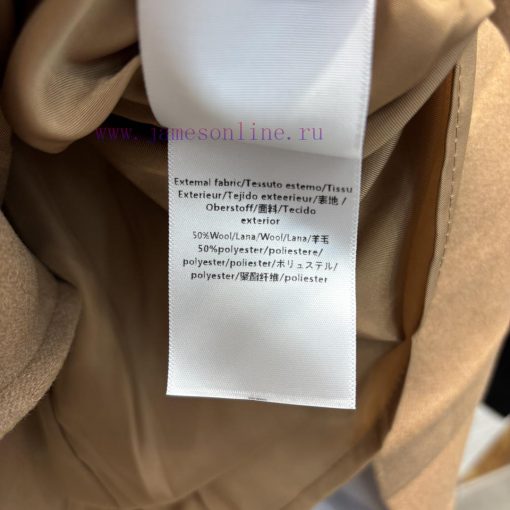 www.jamesonline.ru
External fabric/Tessuto esterno/Tissu
Exterieur/Tejido exteerieur/表地/
Oberstoff/面料/Tecido
exterior
50%Wool/Lana/Wool/Lana/羊毛
50%polyester/poliestere/
polyester/poliester/ポリュステル/
polyester/聚酯纤维/poliester